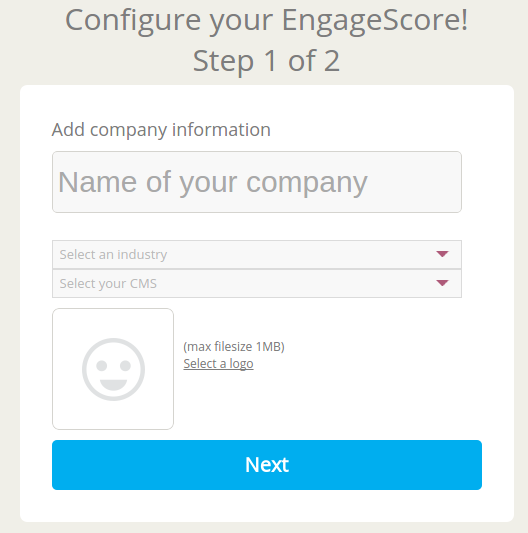 Configure your EngageScore!
Step 1 of 2
Add company information
Name of your company
Select an industry
Select your CMS
(max filesize 1MB)
Select a logo
Next